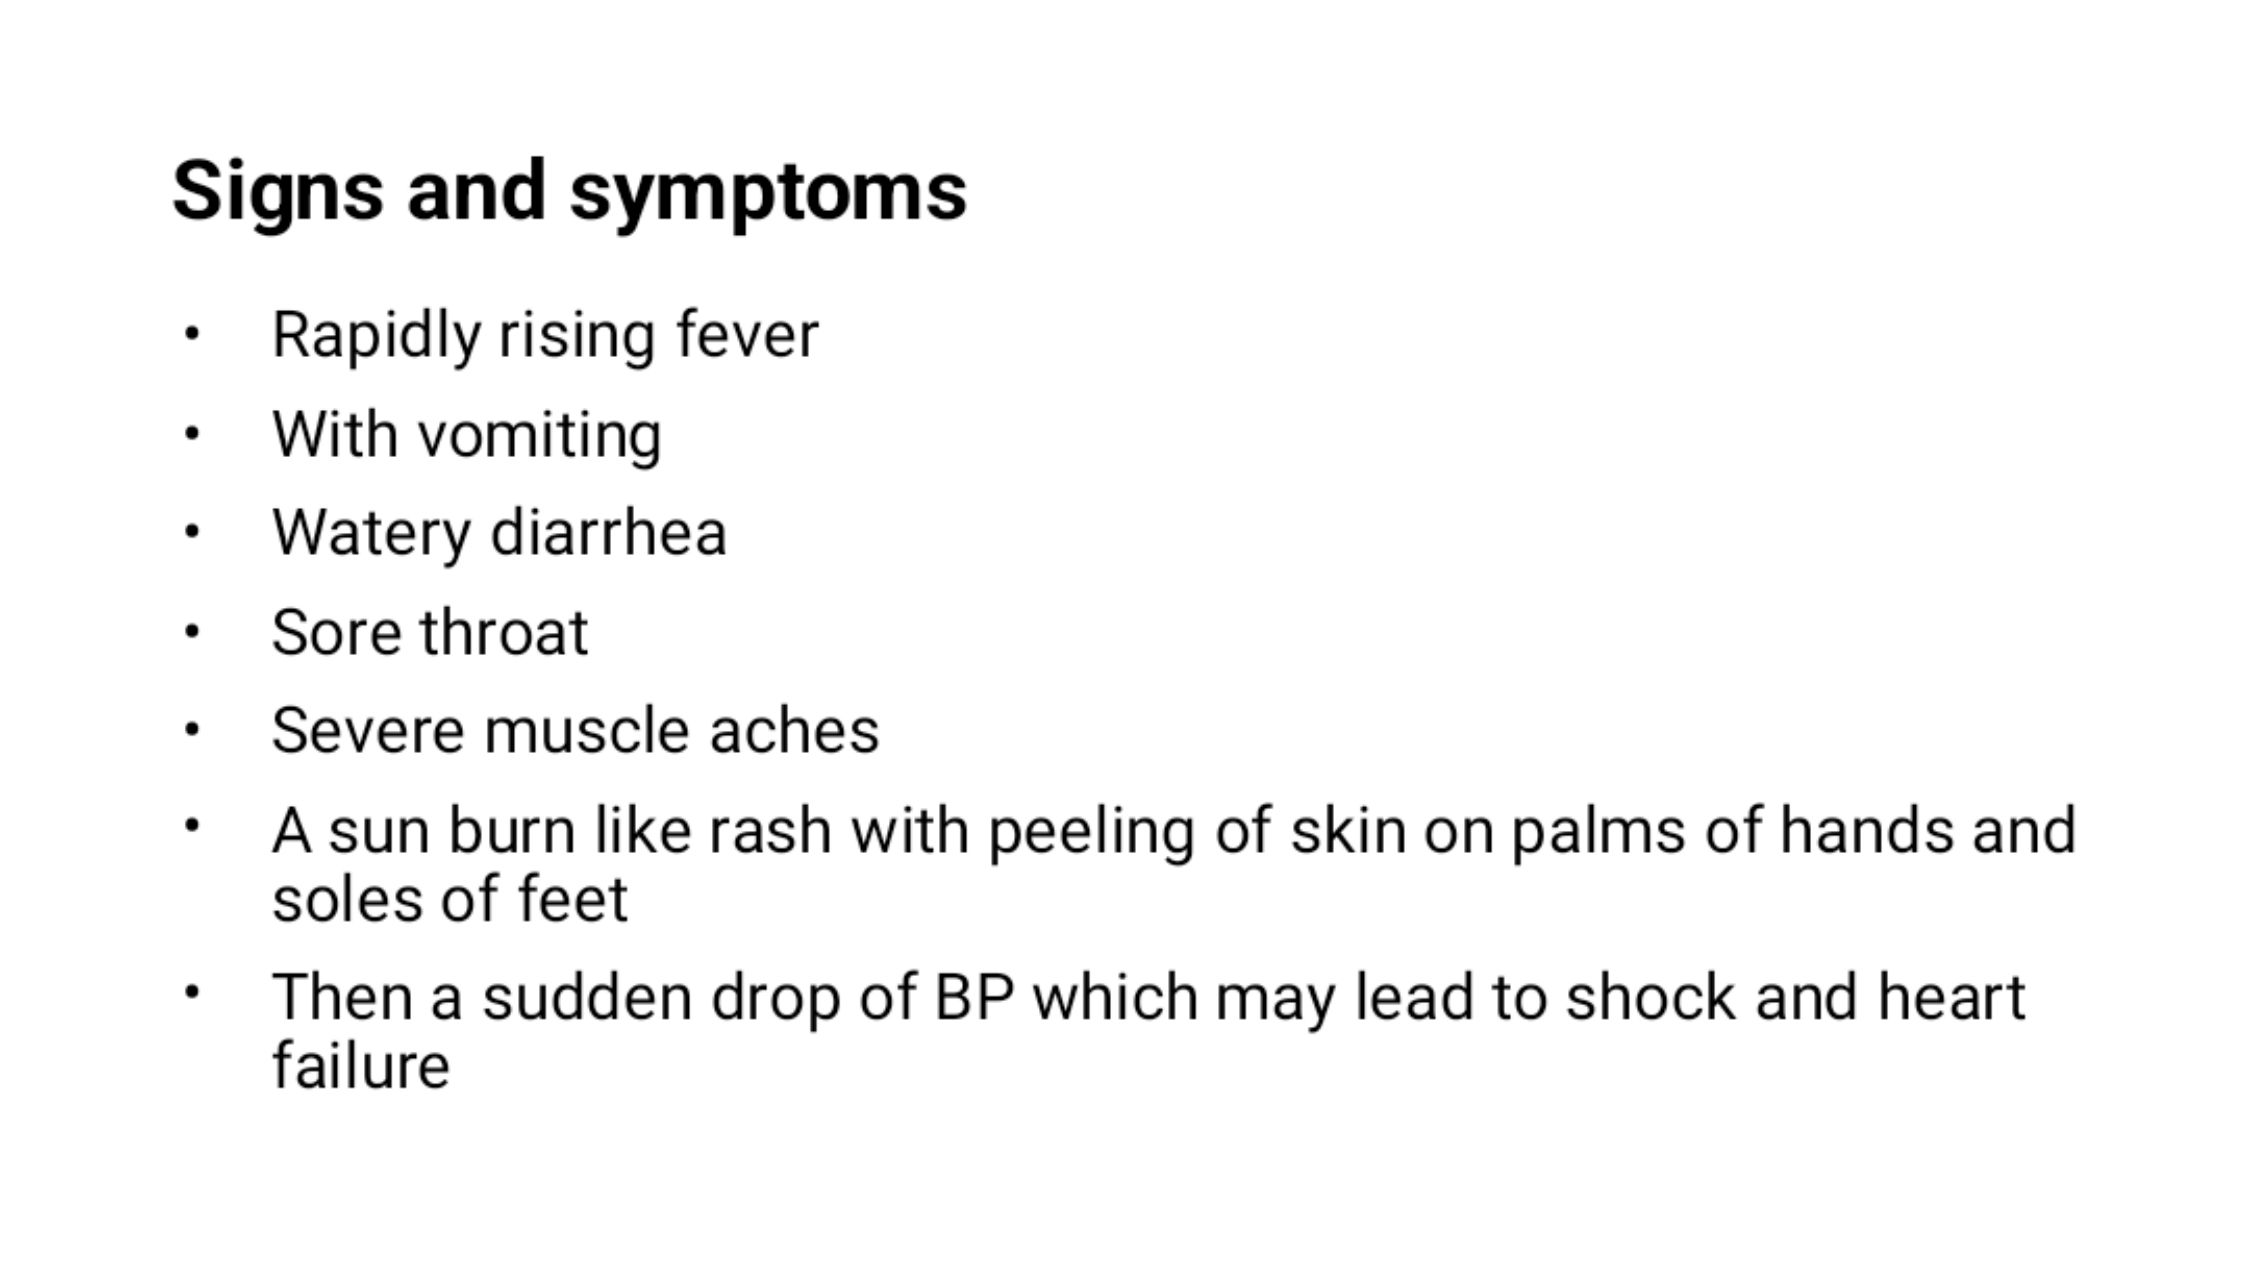 Signs and symptoms
• Rapidly rising fever
• With vomiting
• Watery diarrhea
• Sore throat
• Severe muscle aches
• A sun burn like rash with peeling of skin on palms of hands and
soles of feet
• Then a sudden drop of BP which may lead to shock and heart
failure